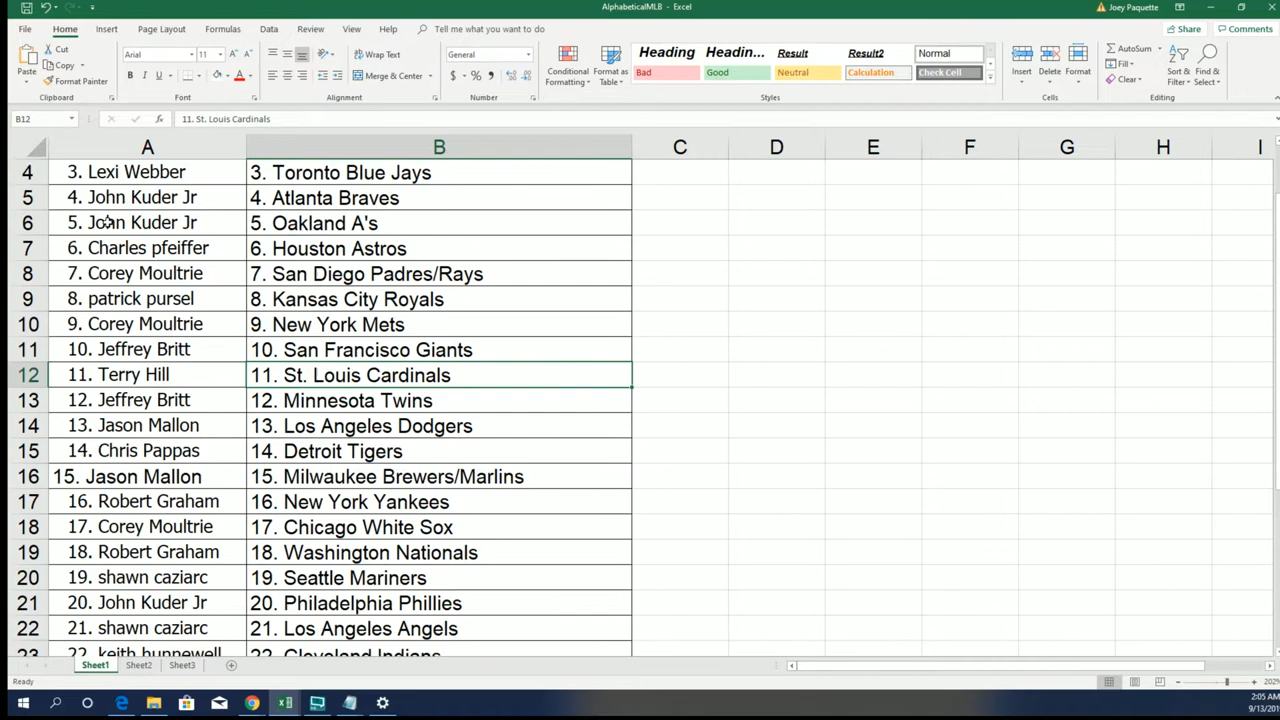 AlphabeticalMLB - Excel
Joey Paquette
File Home Insert Page Layout Formulas Data Review View Help Tell me what you want to do
Share Comments
Paste
Cut
Copy
Format Painter
Clipboard
Arial 11
B I U
Font
Wrap Text
Merge & Center
Alignment
General
$ % ,
Number
Conditional Formatting
Format as Table
Heading Headin... Result Result2 Normal
Bad Good Neutral Calculation Check Cell
Styles
Insert Delete Format
Cells
AutoSum
Fill
Clear
Sort & Filter
Find & Select
Editing
B12 fx 11. St. Louis Cardinals
A B C D E F G H I
4 3. Lexi Webber 3. Toronto Blue Jays
5 4. John Kuder Jr 4. Atlanta Braves
6 5. John Kuder Jr 5. Oakland A's
7 6. Charles pfeiffer 6. Houston Astros
8 7. Corey Moultrie 7. San Diego Padres/Rays
9 8. patrick pursel 8. Kansas City Royals
10 9. Corey Moultrie 9. New York Mets
11 10. Jeffrey Britt 10. San Francisco Giants
12 11. Terry Hill 11. St. Louis Cardinals
13 12. Jeffrey Britt 12. Minnesota Twins
14 13. Jason Mallon 13. Los Angeles Dodgers
15 14. Chris Pappas 14. Detroit Tigers
16 15. Jason Mallon 15. Milwaukee Brewers/Marlins
17 16. Robert Graham 16. New York Yankees
18 17. Corey Moultrie 17. Chicago White Sox
19 18. Robert Graham 18. Washington Nationals
20 19. shawn caziarc 19. Seattle Mariners
21 20. John Kuder Jr 20. Philadelphia Phillies
22 21. shawn caziarc 21. Los Angeles Angels
23 22. keith hunnewell 22. Cleveland Indians
Sheet1 Sheet2 Sheet3
Ready
2:05 AM